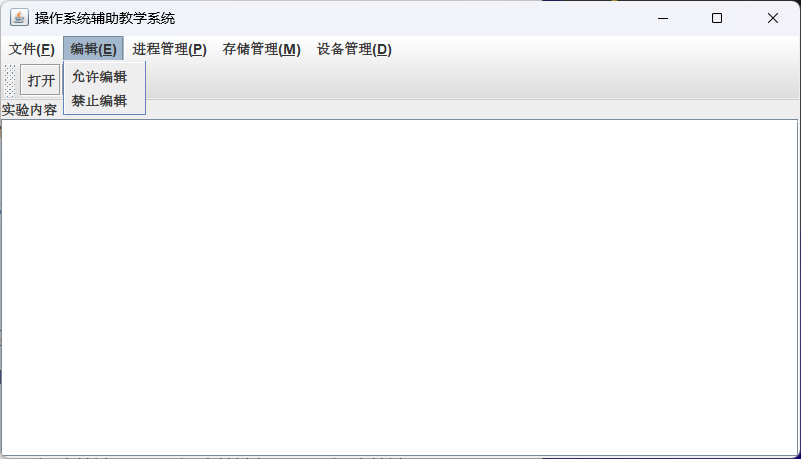 操作系统辅助教学系统
文件(F) 编辑(E) 进程管理(P) 存储管理(M) 设备管理(D)
打开
允许编辑
禁止编辑
实验内容